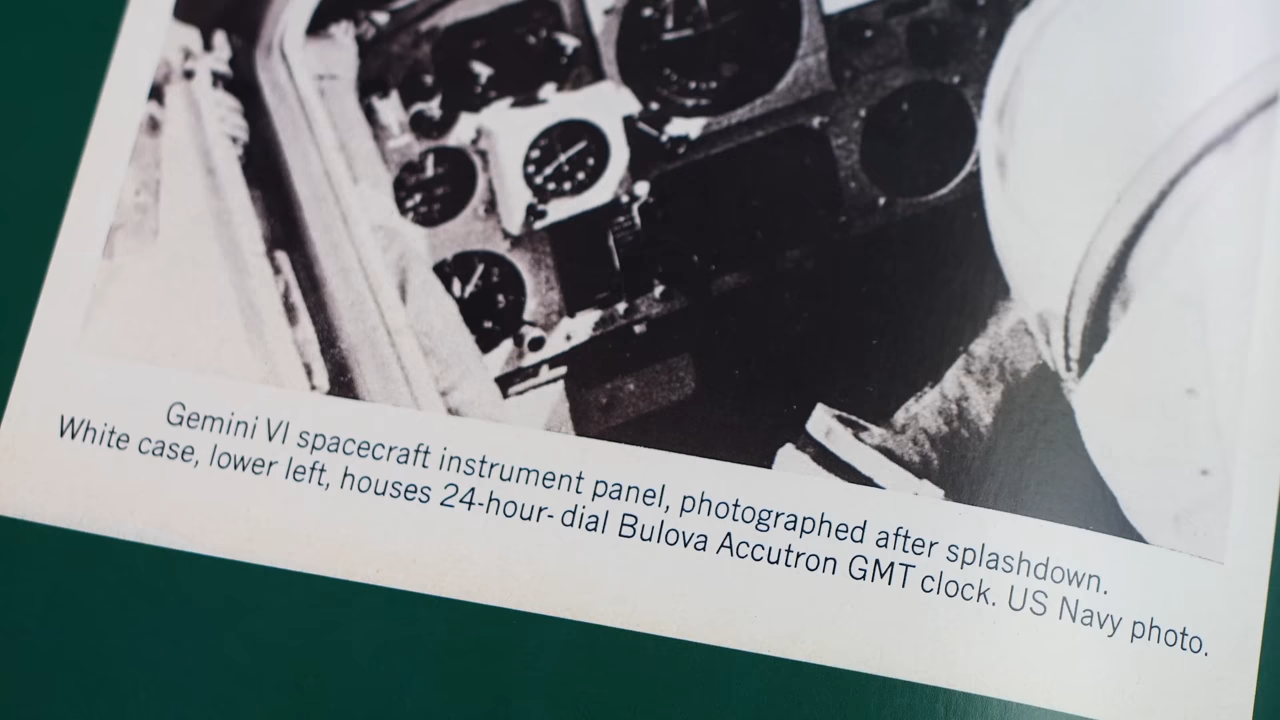 Gemini VI spacecraft instrument panel, photographed after splashdown.
White case, lower left, houses 24-hour-dial Bulova Accutron GMT clock. US Navy photo.